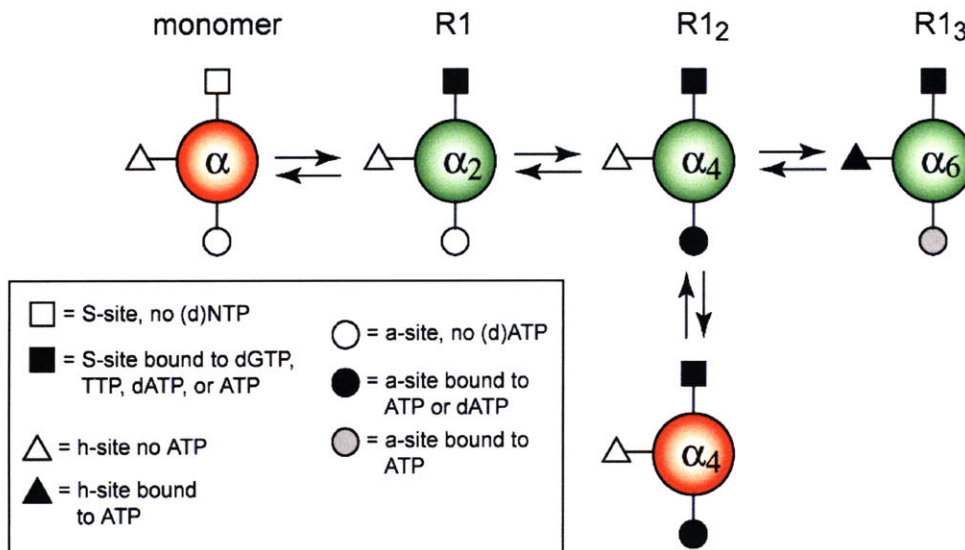 monomer R1 R1₂ R1₃
α α₂ α₄ α₆
□ = S-site, no (d)NTP
■ = S-site bound to dGTP,
TTP, dATP, or ATP
△ = h-site no ATP
▲ = h-site bound
to ATP
○ = a-site, no (d)ATP
● = a-site bound to
ATP or dATP
● = a-site bound to
ATP
α₄